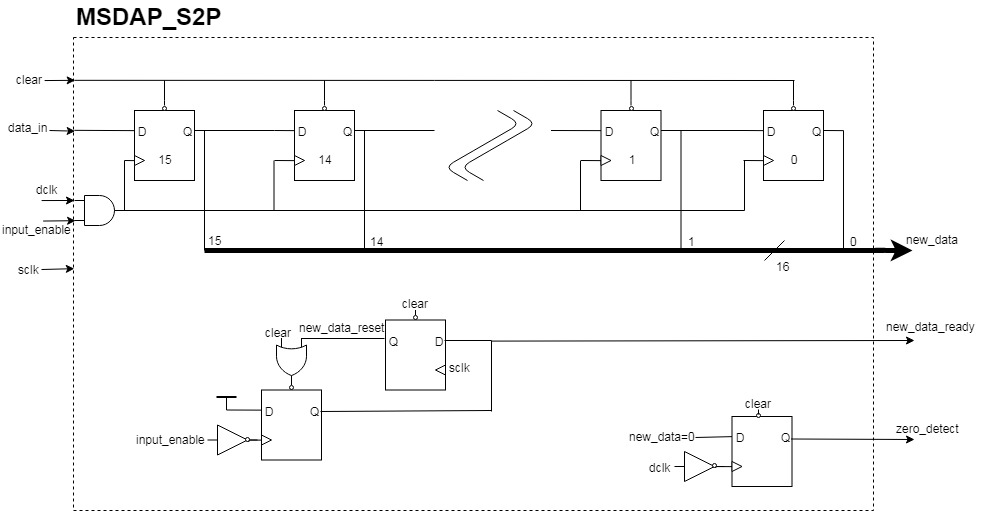 MSDAP_S2P
clear
data_in
D Q
15
D Q
14
D Q
1
D Q
0
dclk
input_enable
15
14
1
0
new_data
16
sclk
clear
clear
new_data_reset
new_data_ready
Q D
sclk
D Q
input_enable
clear
new_data=0
D Q
zero_detect
dclk